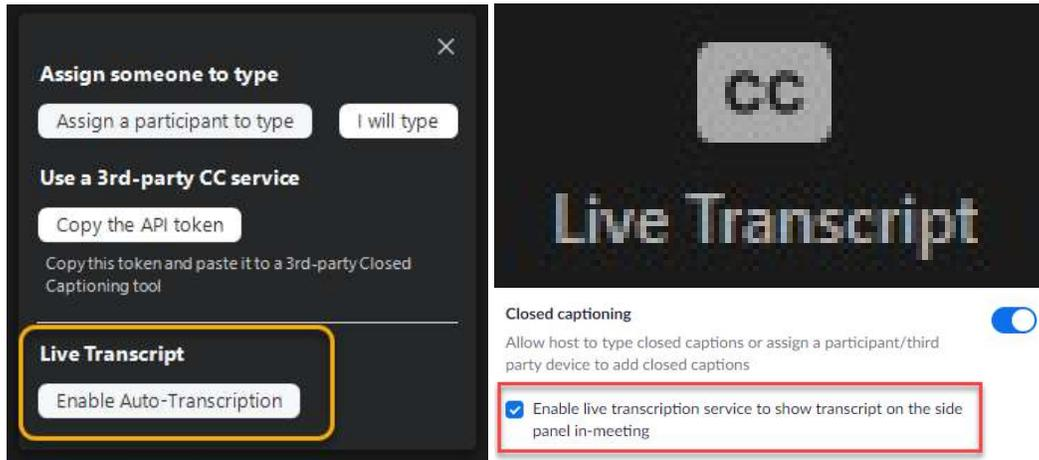 Assign someone to type
Assign a participant to type
I will type
Use a 3rd-party CC service
Copy the API token
Copy this token and paste it to a 3rd-party Closed
Captioning tool
Live Transcript
Enable Auto-Transcription
CC
Live Transcript
Closed captioning
Allow host to type closed captions or assign a participant/third
party device to add closed captions
Enable live transcription service to show transcript on the side
panel in-meeting